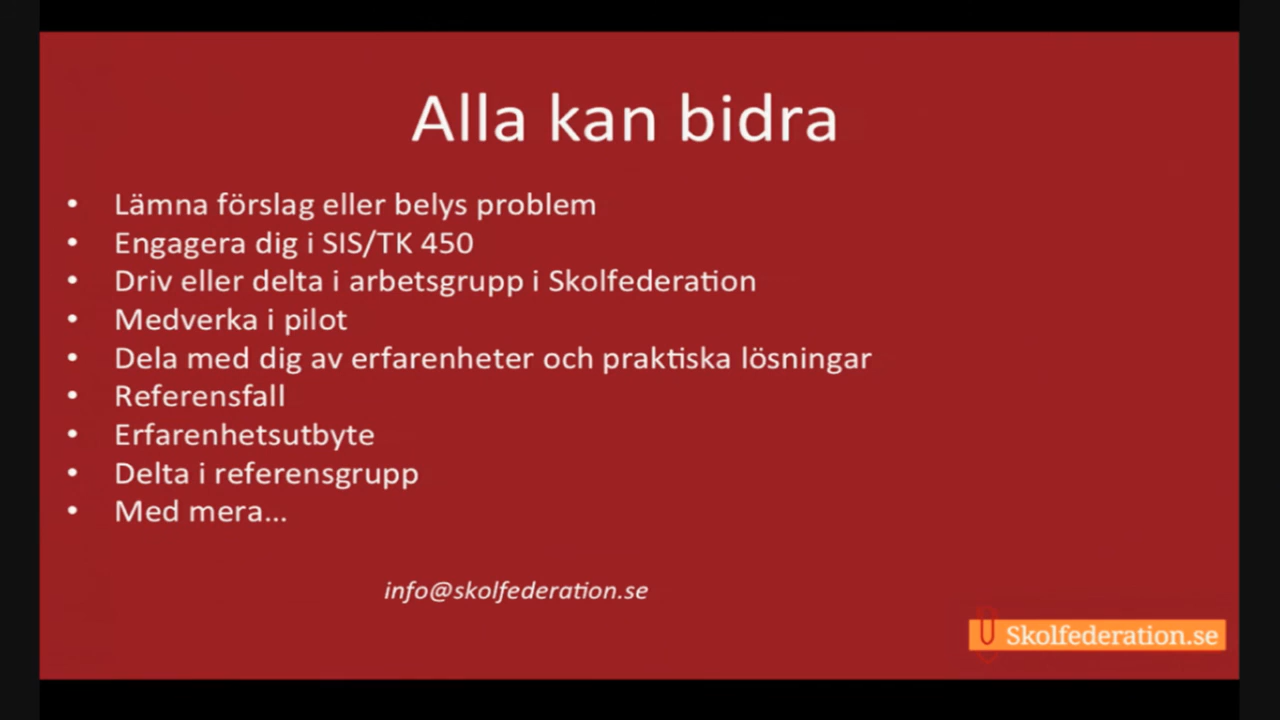 Alla kan bidra
• Lämna förslag eller belys problem
• Engagera dig i SIS/TK 450
• Driv eller delta i arbetsgrupp i Skolfederation
• Medverka i pilot
• Dela med dig av erfarenheter och praktiska lösningar
• Referensfall
• Erfarenhetsutbyte
• Delta i referensgrupp
• Med mera...
info@skolfederation.se
Skolfederation.se